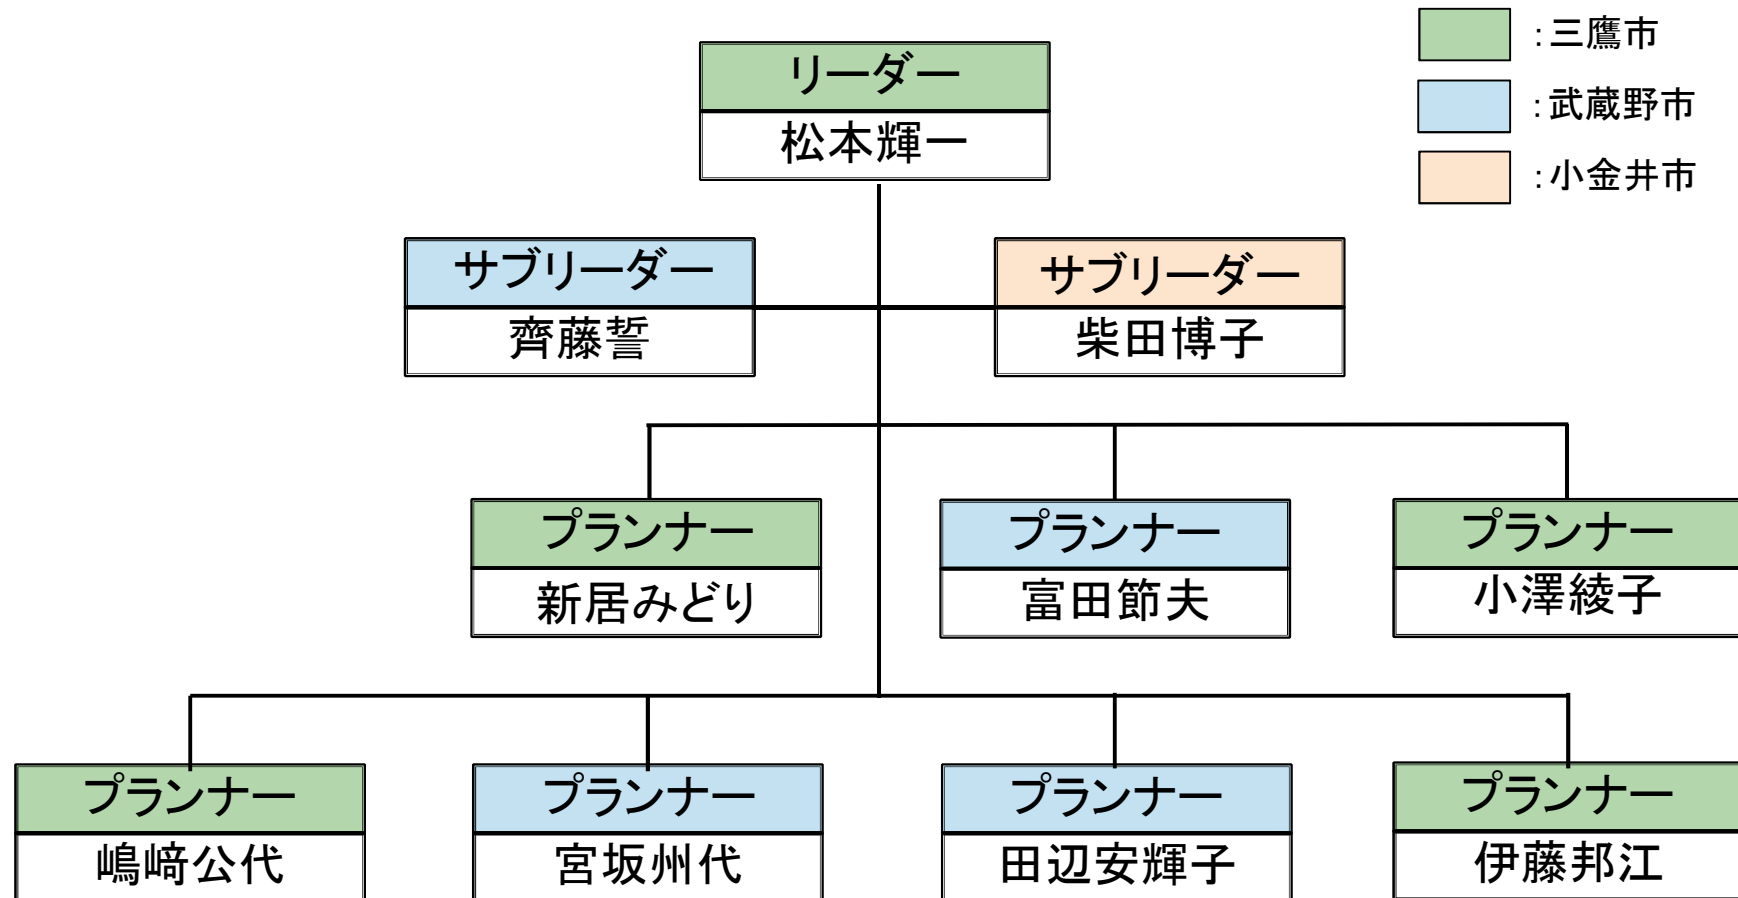 リーダー
松本輝一
:三鷹市
:武蔵野市
:小金井市
サブリーダー
齊藤誓
サブリーダー
柴田博子
プランナー
新居みどり
プランナー
富田節夫
プランナー
小澤綾子
プランナー
嶋﨑公代
プランナー
宮坂州代
プランナー
田辺安輝子
プランナー
伊藤邦江